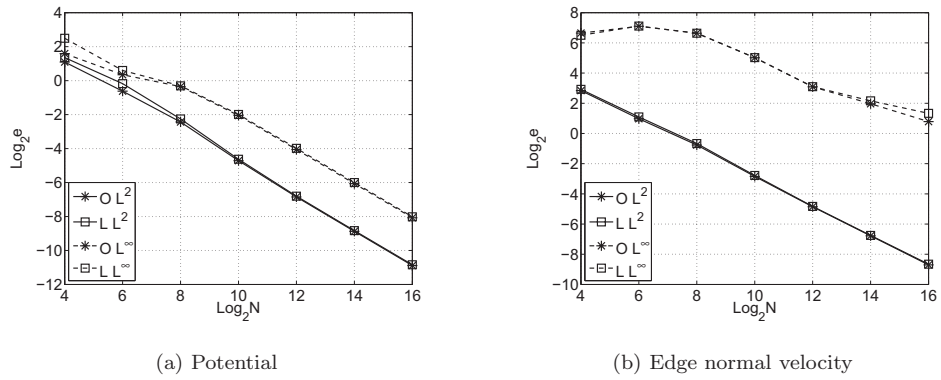 4
2
0
−2
−4
−6
−8
−10
−12
Log₂e
O L²
L L²
O L∞
L L∞
4 6 8 10 12 14 16
Log₂N
(a) Potential
8
6
4
2
0
−2
−4
−6
−8
−10
Log₂e
O L²
L L²
O L∞
L L∞
4 6 8 10 12 14 16
Log₂N
(b) Edge normal velocity